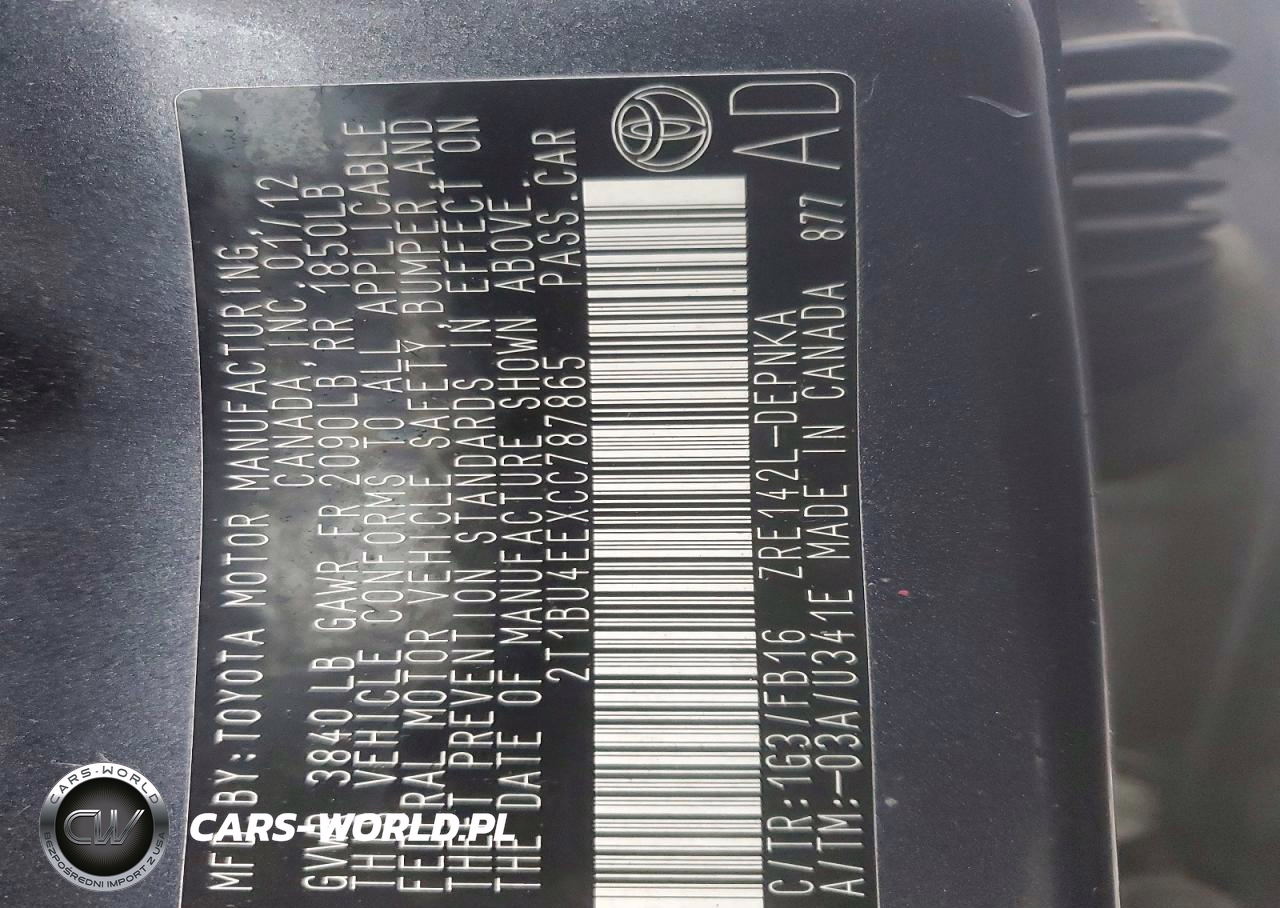 MFD.BY:TOYOTA MOTOR MANUFACTURING,
CANADA, INC. 01/12
GVWR 3840 LB GAWR FR 2090LB RR 1850LB
THIS VEHICLE CONFORMS TO ALL APPLICABLE
FEDERAL MOTOR VEHICLE SAFETY, BUMPER, AND
THEFT PREVENTION STANDARDS IN EFFECT ON
THE DATE OF MANUFACTURE SHOWN ABOVE.
2T1BU4EEXCC787865 PASS.CAR
C/TR:1G3/FB16 ZRE142L-DEPNKA
A/TM:-03A/U341E MADE IN CANADA 877
AD
CARS-WORLD
CW
BEZPOŚREDNI IMPORT Z USA
CARS-WORLD.PL